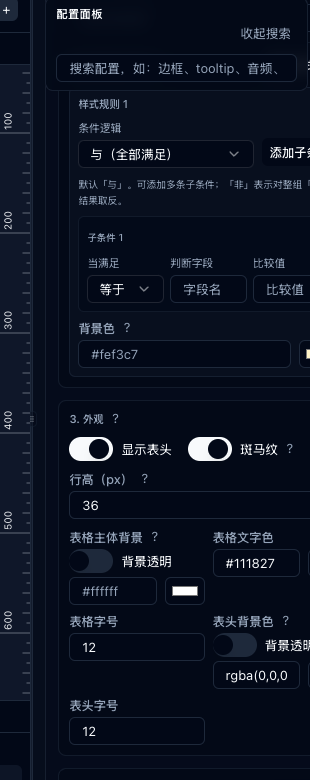 +
配置面板
收起搜索
搜索配置，如：边框、tooltip、音频、
样式规则 1
条件逻辑
与（全部满足）
添加子条
默认「与」。可添加多条子条件；「非」表示对整组「
结果取反。
子条件 1
当满足 判断字段 比较值
等于 字段名 比较值
背景色 ?
#fef3c7
3. 外观 ?
显示表头 斑马纹 ?
行高（px） ?
36
表格主体背景 ? 表格文字色
背景透明 #111827
#ffffff
表格字号 表头背景色 ?
12 背景透明
rgba(0,0,0
表头字号
12
100
200
300
400
500
600